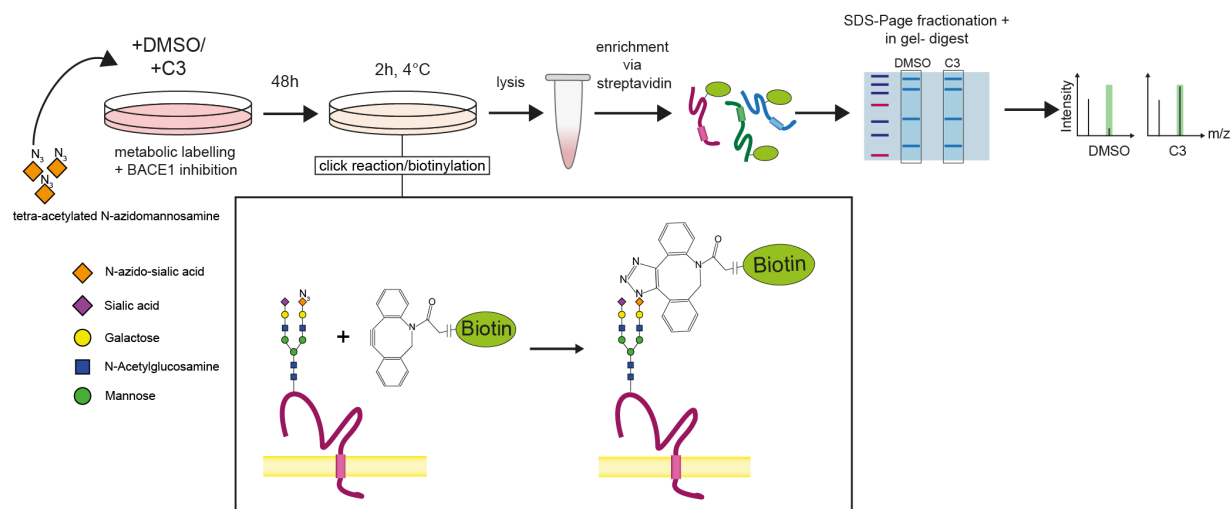 +DMSO/
+C3
48h
2h, 4°C
lysis
enrichment
via
streptavidin
SDS-Page fractionation +
in gel- digest
DMSO
C3
Intensity
m/z
DMSO
C3
metabolic labelling
+ BACE1 inhibition
click reaction/biotinylation
N3
N3
N3
tetra-acetylated N-azidomannosamine
N-azido-sialic acid
Sialic acid
Galactose
N-Acetylglucosamine
Mannose
N3
+
O
N
Biotin
N
N
N
N
O
Biotin